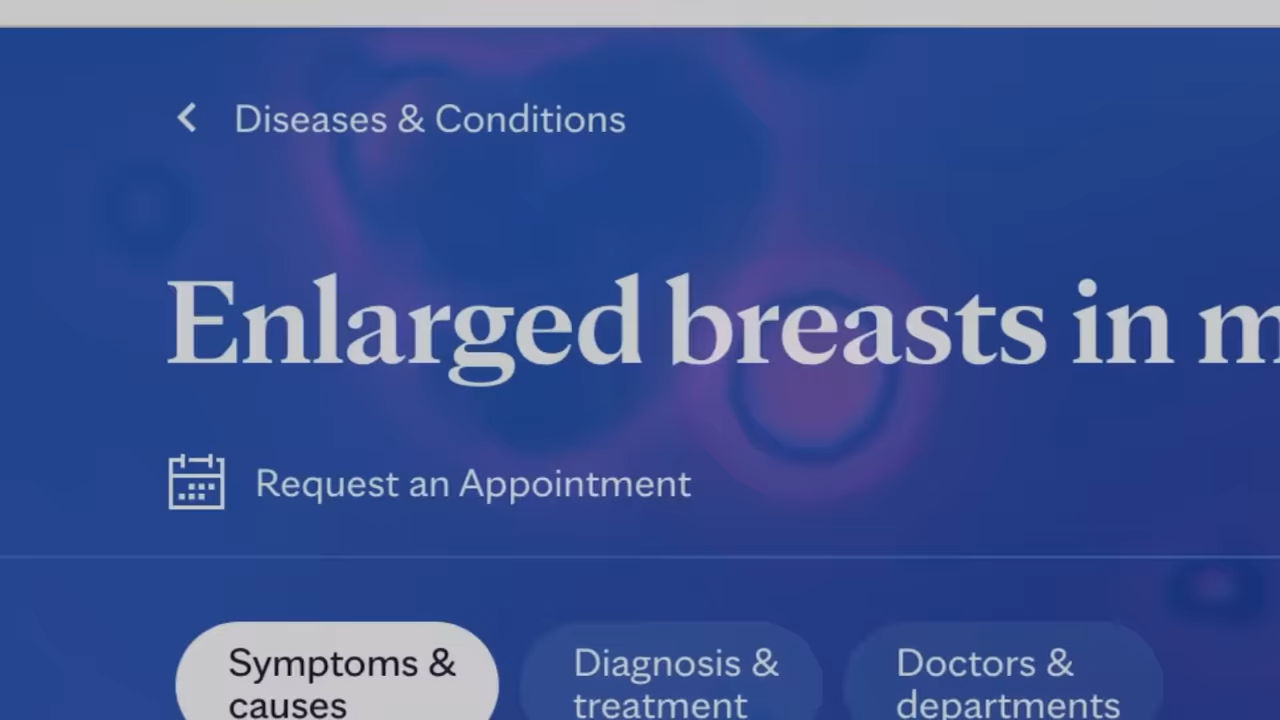 Diseases & Conditions
Enlarged breasts in m
Request an Appointment
Symptoms &
causes
Diagnosis &
treatment
Doctors &
departments